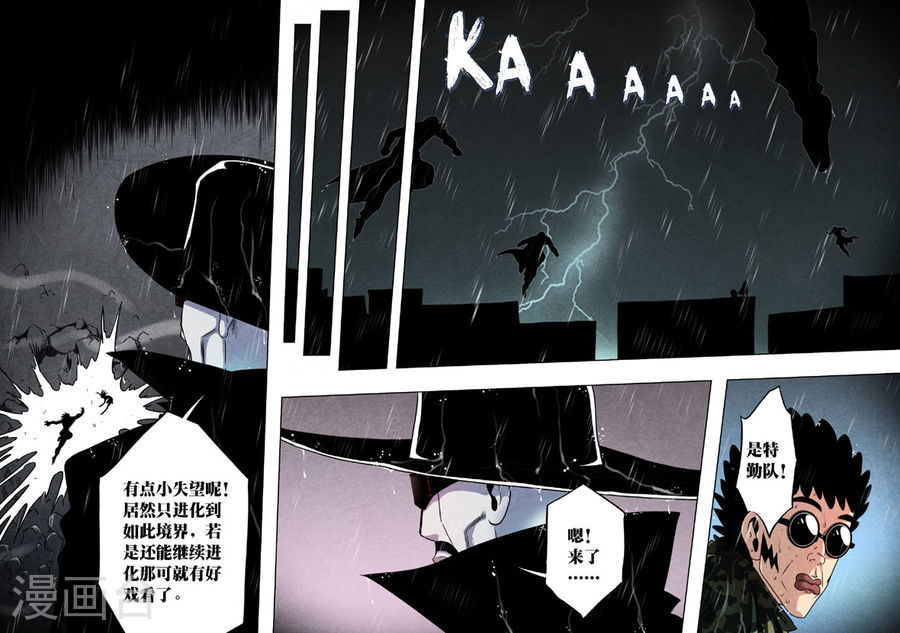 KA A A A A A
是特
勤队！
嗯！
来了
……
有点小失望呢！
居然只进化到
如此境界，若
是还能继续进
化那可就有好
戏看了。
漫画台